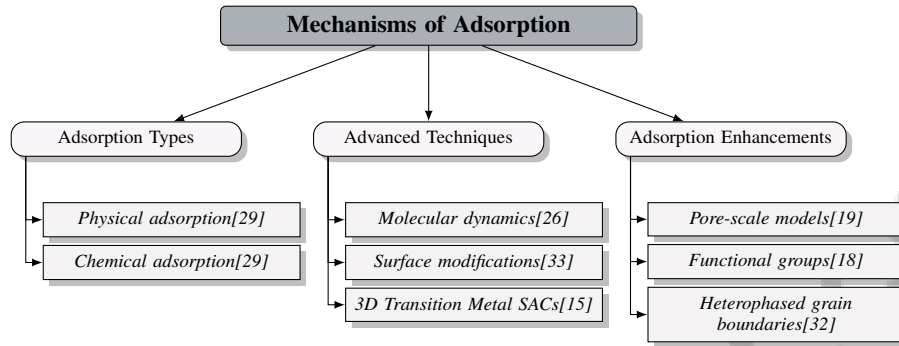 Mechanisms of Adsorption
Adsorption Types
Physical adsorption[29]
Chemical adsorption[29]
Advanced Techniques
Molecular dynamics[26]
Surface modifications[33]
3D Transition Metal SACs[15]
Adsorption Enhancements
Pore-scale models[19]
Functional groups[18]
Heterophased grain
boundaries[32]